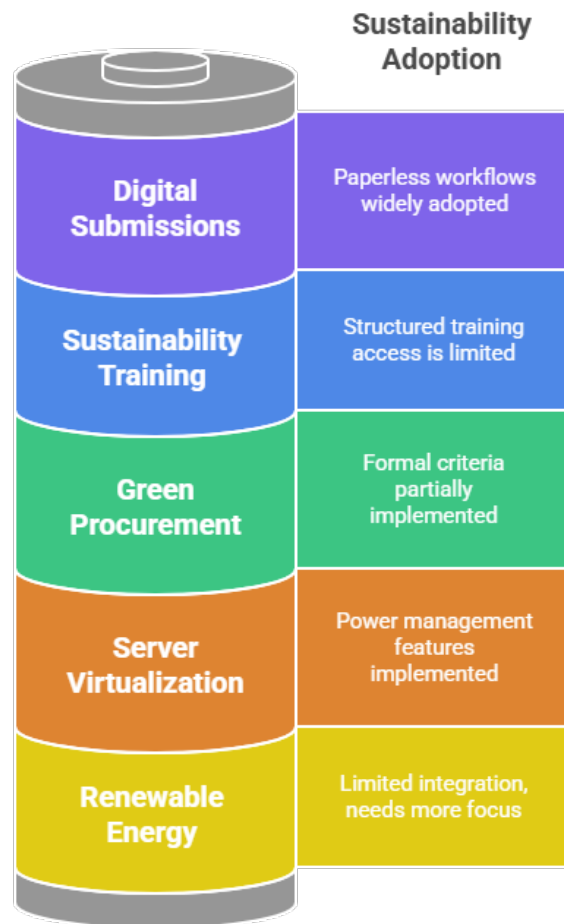 Sustainability
Adoption
Digital
Submissions
Paperless workflows
widely adopted
Sustainability
Training
Structured training
access is limited
Green
Procurement
Formal criteria
partially
implemented
Server
Virtualization
Power management
features
implemented
Renewable
Energy
Limited integration,
needs more focus